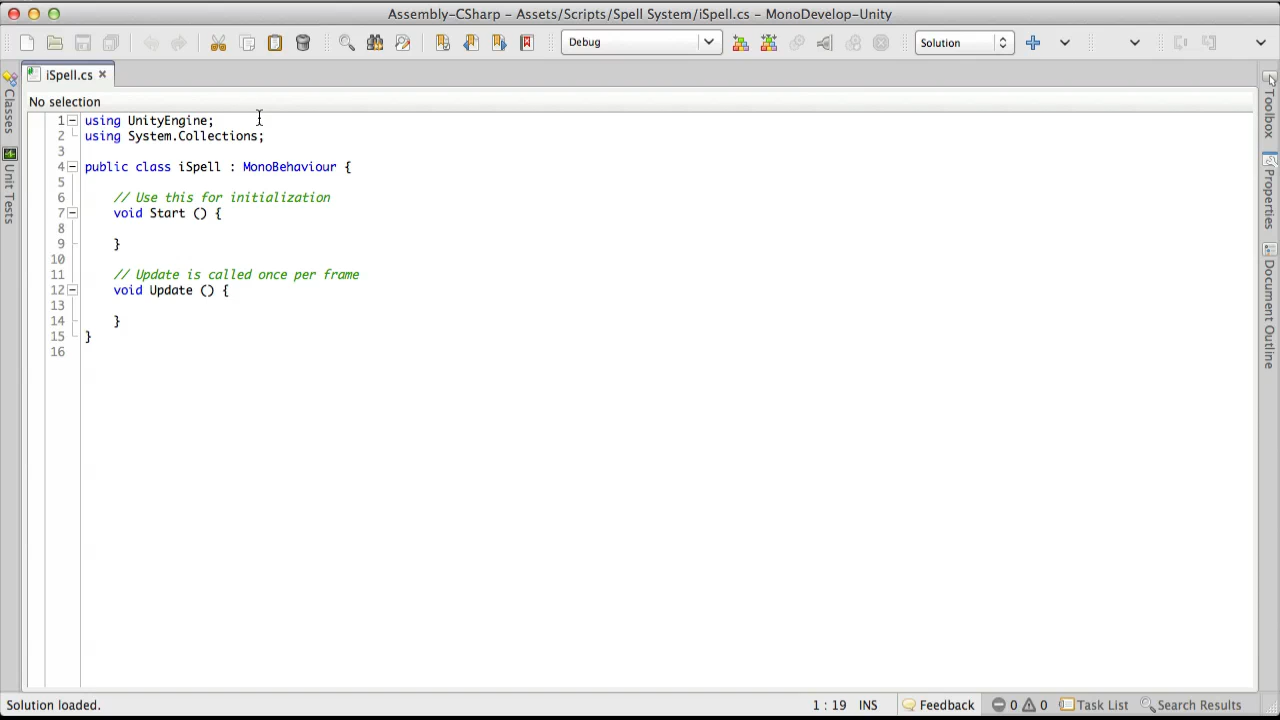 Assembly-CSharp – Assets/Scripts/Spell System/iSpell.cs – MonoDevelop-Unity
Debug
Solution
iSpell.cs
No selection
Classes
Unit Tests
1 using UnityEngine;
2 using System.Collections;
3
4 public class iSpell : MonoBehaviour {
5
6 // Use this for initialization
7 void Start () {
8
9 }
10
11 // Update is called once per frame
12 void Update () {
13
14 }
15 }
16
Toolbox
Properties
Document Outline
Solution loaded.
1 : 19 INS Feedback 0 0 Task List Search Results